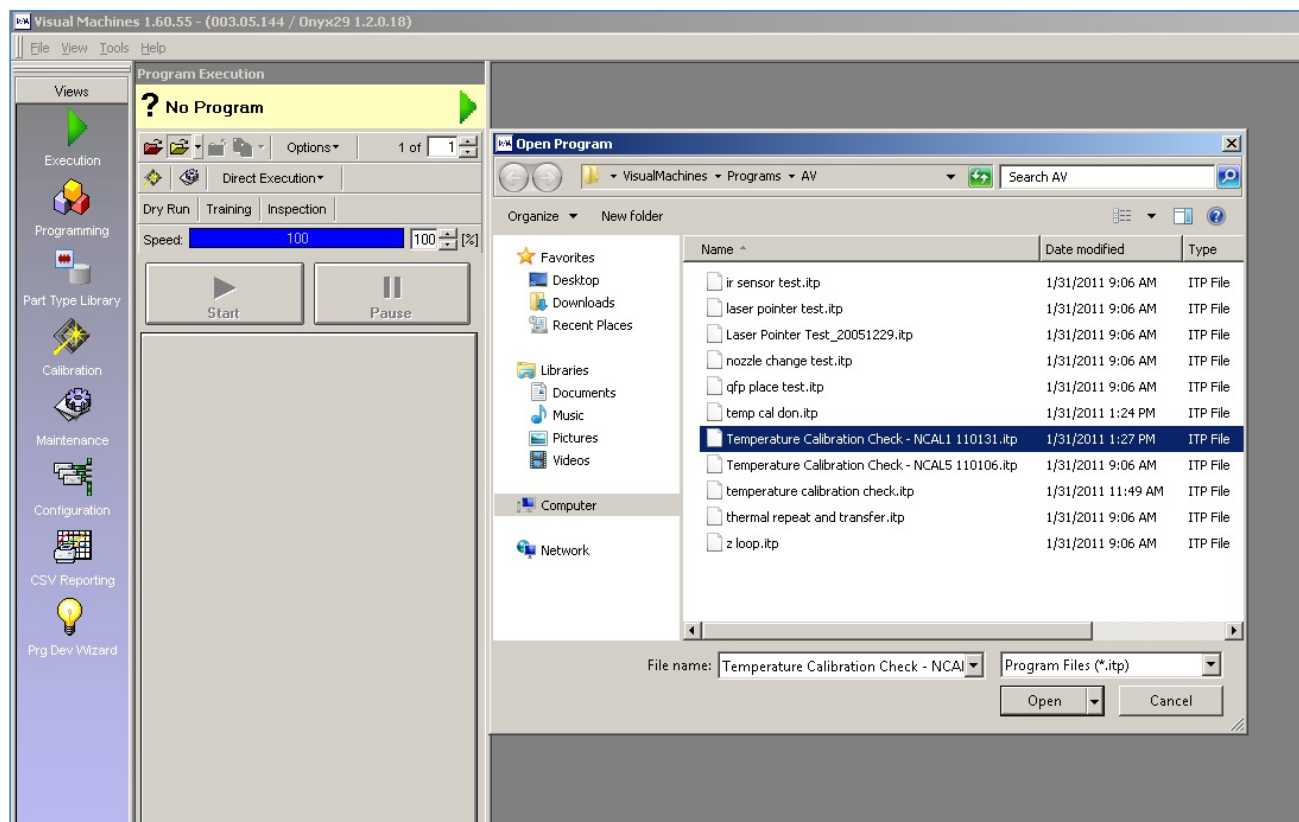 Visual Machines 1.60.55 - (003.05.144 / Onyx29 1.2.0.18)
File View Tools Help
Views
Execution
Programming
Part Type Library
Calibration
Maintenance
Configuration
CSV Reporting
Prg Dev Wizard
Program Execution
? No Program
Options 1 of 1
Direct Execution
Dry Run Training Inspection
Speed: 100 100 [%]
Start Pause
Open Program
VisualMachines Programs AV Search AV
Organize New folder
Favorites
Desktop
Downloads
Recent Places
Libraries
Documents
Music
Pictures
Videos
Computer
Network
Name Date modified Type
ir sensor test.itp 1/31/2011 9:06 AM ITP File
laser pointer test.itp 1/31/2011 9:06 AM ITP File
Laser Pointer Test_20051229.itp 1/31/2011 9:06 AM ITP File
nozzle change test.itp 1/31/2011 9:06 AM ITP File
qfp place test.itp 1/31/2011 9:06 AM ITP File
temp cal don.itp 1/31/2011 1:24 PM ITP File
Temperature Calibration Check - NCAL1 110131.itp 1/31/2011 1:27 PM ITP File
Temperature Calibration Check - NCAL5 110106.itp 1/31/2011 9:06 AM ITP File
temperature calibration check.itp 1/31/2011 11:49 AM ITP File
thermal repeat and transfer.itp 1/31/2011 9:06 AM ITP File
z loop.itp 1/31/2011 9:06 AM ITP File
File name: Temperature Calibration Check - NCAl Program Files (*.itp)
Open Cancel